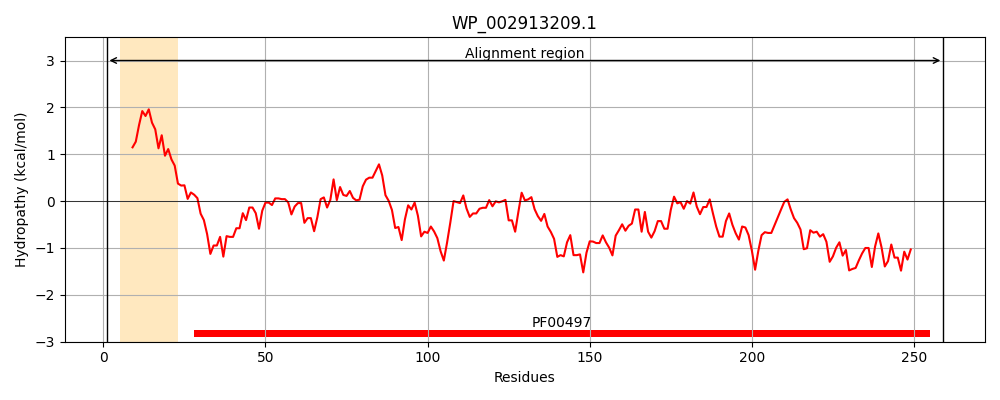 WP_002913209.1
Alignment region
3
2
1
0
−1
−2
−3
Hydropathy (kcal/mol)
PF00497
0 50 100 150 200 250
Residues